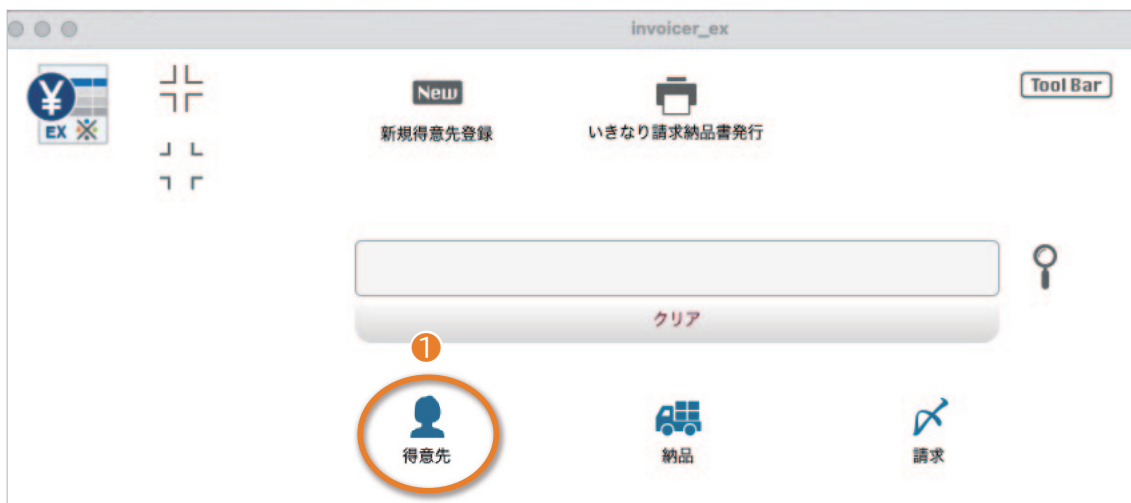 invoicer_ex
¥
EX ※
New
新規得意先登録
いきなり請求納品書発行
Tool Bar
クリア
1
得意先
納品
請求